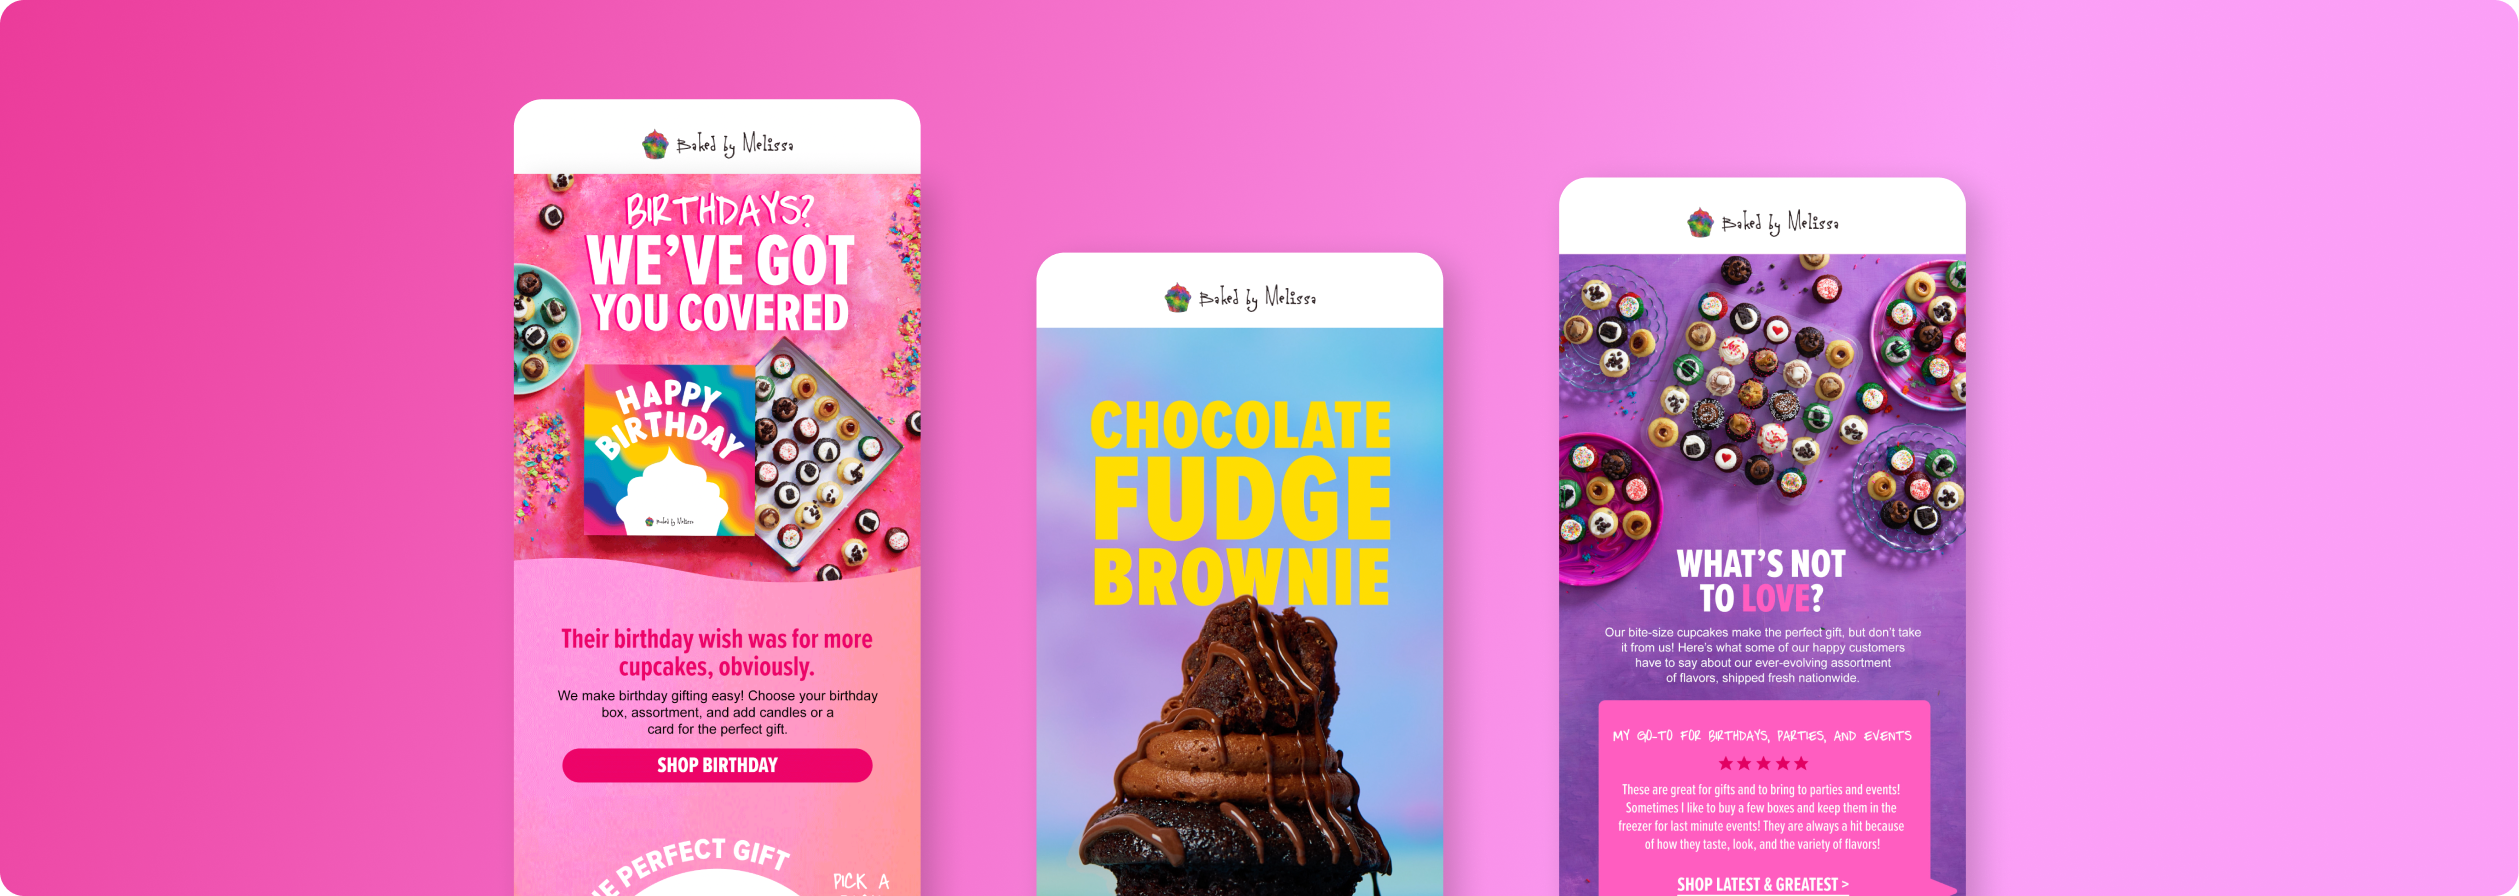 Baked by Melissa
BIRTHDAYS?
WE'VE GOT
YOU COVERED
HAPPY
BIRTHDAY
Baked by Melissa
Their birthday wish was for more
cupcakes, obviously.
We make birthday gifting easy! Choose your birthday
box, assortment, and add candles or a
card for the perfect gift.
SHOP BIRTHDAY
PERFECT GIFT
PICK A
Baked by Melissa
CHOCOLATE
FUDGE
BROWNIE
Baked by Melissa
WHAT'S NOT
TO LOVE?
Our bite-size cupcakes make the perfect gift, but don't take
it from us! Here's what some of our happy customers
have to say about our ever-evolving assortment
of flavors, shipped fresh nationwide.
MY GO-TO FOR BIRTHDAYS, PARTIES, AND EVENTS
These are great for gifts and to bring to parties and events!
Sometimes I like to buy a few boxes and keep them in the
freezer for last minute events! They are always a hit because
of how they taste, look, and the variety of flavors!
SHOP LATEST & GREATEST >